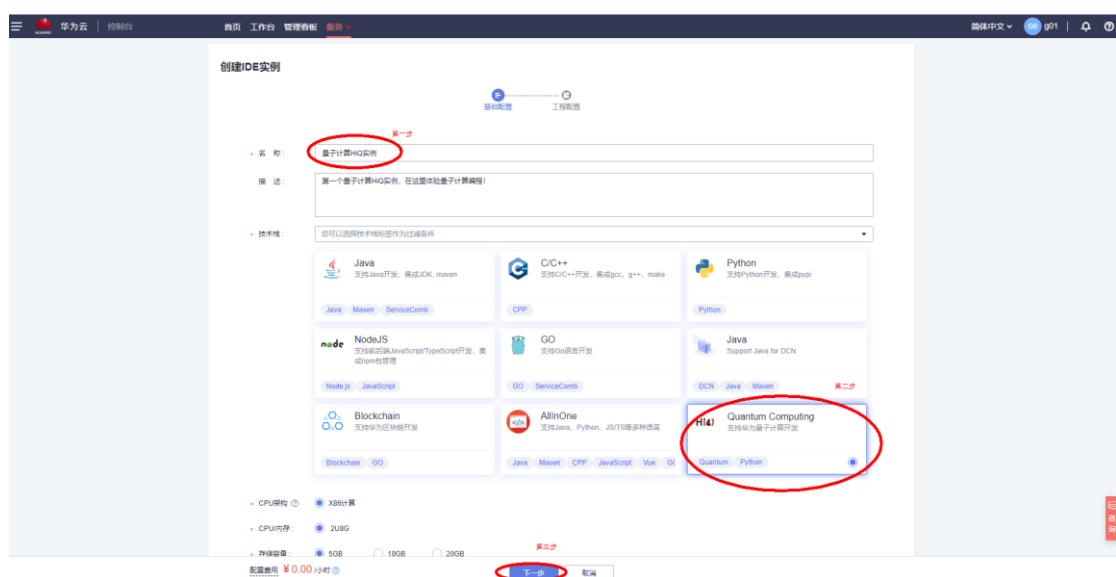 HUAWEI 华为云 | 控制台 首页 工作台 管理看板 服务 简体中文 G0 g01
创建IDE实例
基础配置 工程配置
第一步
* 名 称: 量子计算HiQ实例
描 述: 第一个量子计算HiQ实例，在这里体验量子计算编程!
* 技术栈: 您可以选择技术栈标签作为过滤条件
Java
支持Java开发，集成JDK, maven
Java Maven ServiceComb
C/C++
支持C/C++开发，集成gcc，g++，make
CPP
Python
支持Python开发，集成pypi
Python
node NodeJS
支持前后端JavaScript/TypeScript开发，集
成npm包管理
Node.js JavaScript
GO
支持Go语言开发
GO ServiceComb
Java
Support Java for DCN
DCN Java Maven
第二步
Blockchain
支持华为区块链开发
Blockchain GO
AllInOne
支持Java、Python、JS/TS等多种语言
Java Maven CPP JavaScript Vue GO
HiQ Quantum Computing
支持华为量子计算开发
Quantum Python
* CPU架构 X86计算
* CPU/内存: 2U8G
* 存储容量: 5GB 10GB 20GB
第三步
配置费用 ¥0.00 /小时
下一步 取消
咨
询